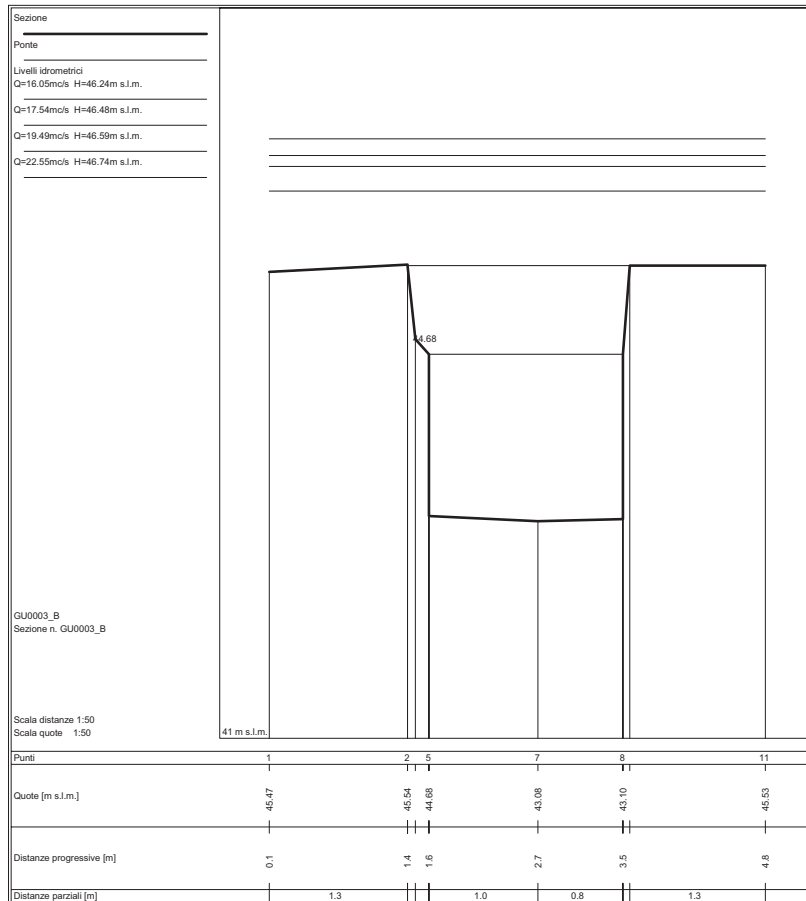 Sezione
Ponte
Livelli idrometrici
Q=16.05mc/s H=46.24m s.l.m.
Q=17.54mc/s H=46.48m s.l.m.
Q=19.49mc/s H=46.59m s.l.m.
Q=22.55mc/s H=46.74m s.l.m.
44.68
GU0003_B
Sezione n. GU0003_B
Scala distanze 1:50
Scala quote 1:50
41 m s.l.m.
Punti 1 2 5 7 8 11
Quote [m s.l.m.] 45.47 45.54 44.68 43.08 43.10 45.53
Distanze progressive [m] 0.1 1.4 1.6 2.7 3.5 4.8
Distanze parziali [m] 1.3 1.0 0.8 1.3